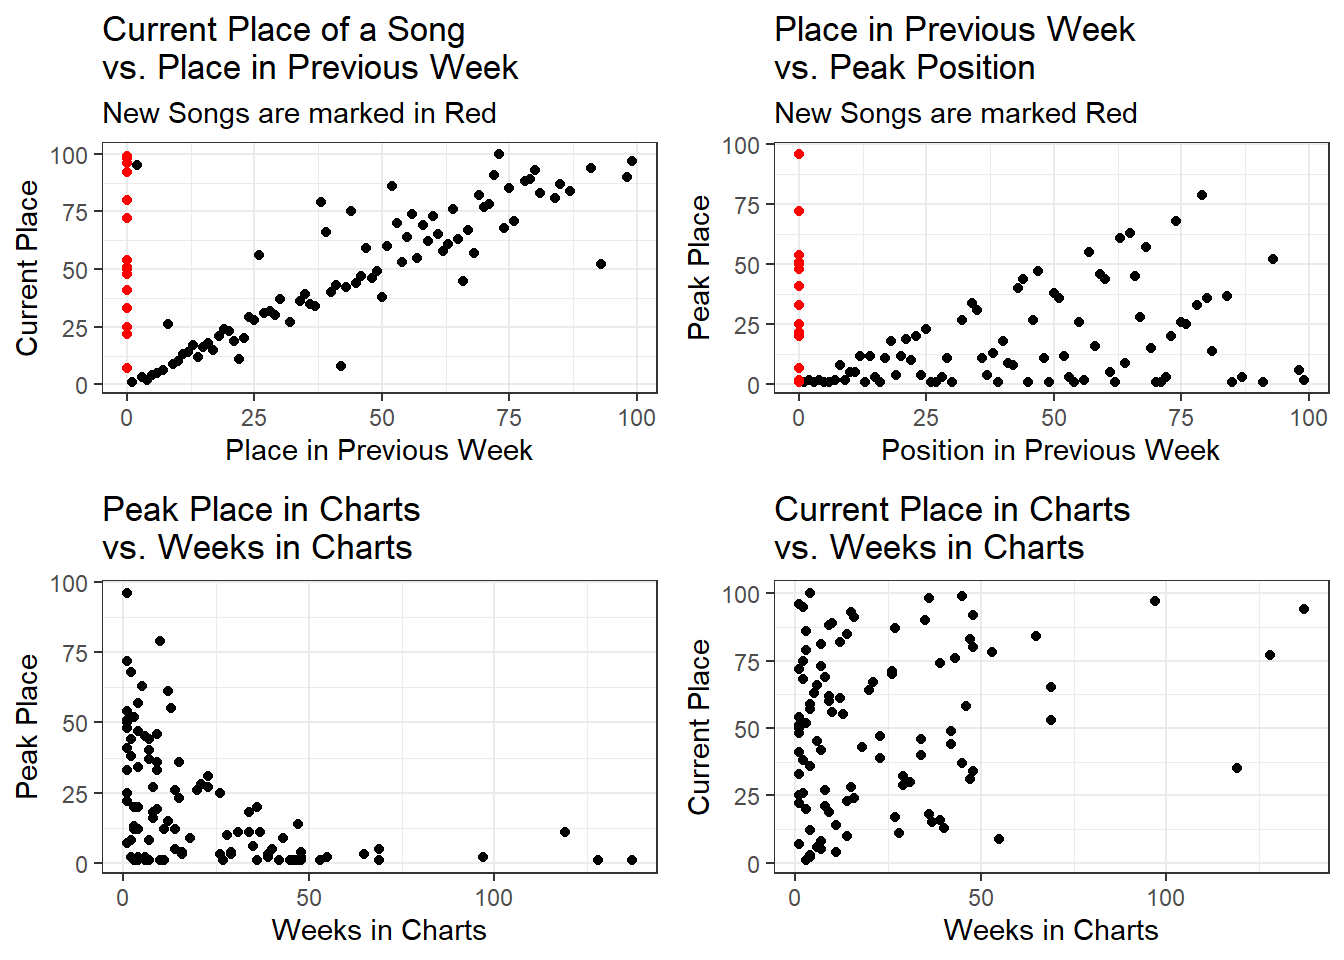 Current Place of a Song
vs. Place in Previous Week
New Songs are marked in Red
100
75
50
25
0
Current Place
0
25
50
75
100
Place in Previous Week
Place in Previous Week
vs. Peak Position
New Songs are marked Red
100
75
50
25
0
Peak Place
0
25
50
75
100
Position in Previous Week
Peak Place in Charts
vs. Weeks in Charts
100
75
50
25
0
Peak Place
0
50
100
Weeks in Charts
Current Place in Charts
vs. Weeks in Charts
100
75
50
25
0
Current Place
0
50
100
Weeks in Charts